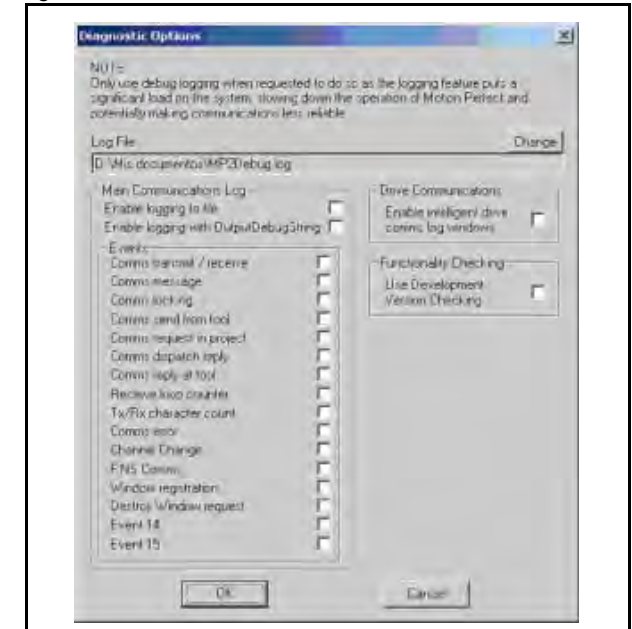 Diagnostic Options
NOTE:
Only use debug logging when requested to do so as the logging feature puts a
significant load on the system, slowing down the operation of Motion Perfect and
potentially making communications less reliable
Log File
Change
D:\Mis documentos\MP2Debug.log
Main Communications Log
Enable logging to file
Enable logging with OutputDebugString
Events
Comms transmit / receive
Comms message
Comms locking
Comms send from tool
Comms request in project
Comms dispatch reply
Comms reply at tool
Receive loop counter
Tx/Rx character count
Comms error
Channel Change
FINS Comms
Window registration
Destroy Window request
Event 14
Event 15
Drive Communications
Enable intelligent drive
comms log windows
Functionality Checking
Use Development
Version Checking
OK
Cancel